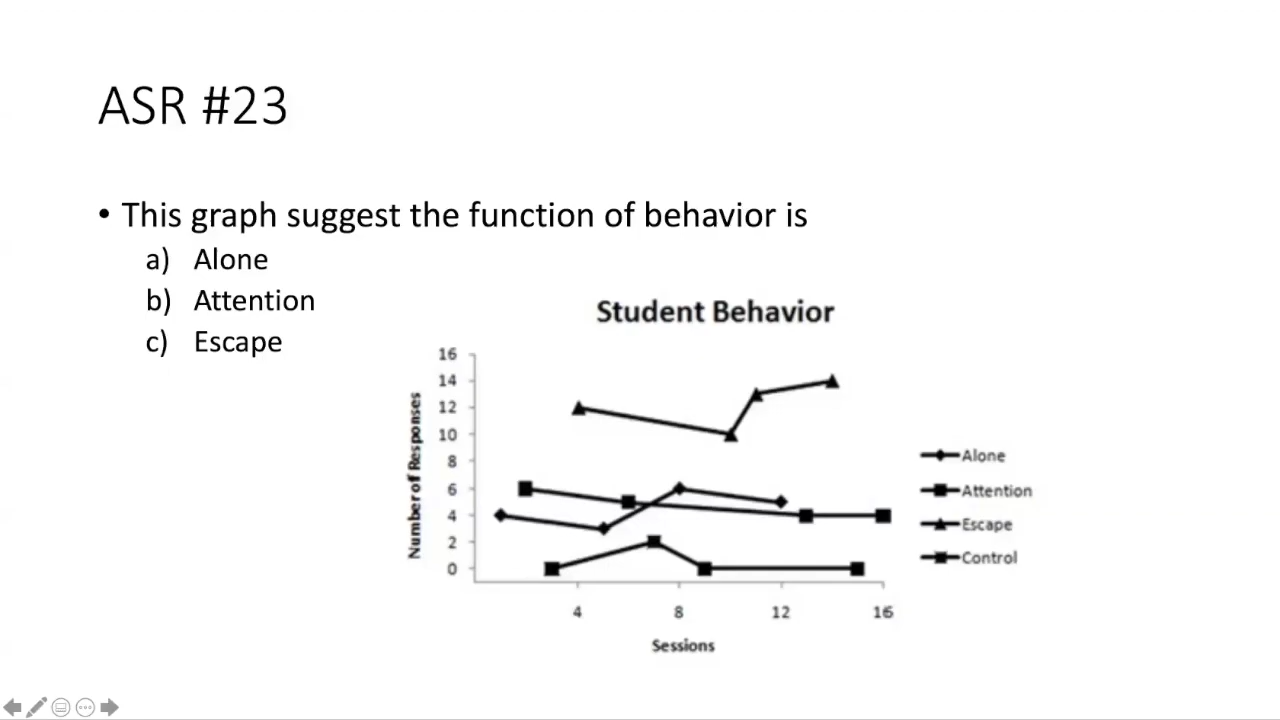 ASR #23
• This graph suggest the function of behavior is
a) Alone
b) Attention
c) Escape
Student Behavior
16
14
12
10
8
6
4
2
0
Number of Responses
4 8 12 16
Sessions
Alone
Attention
Escape
Control